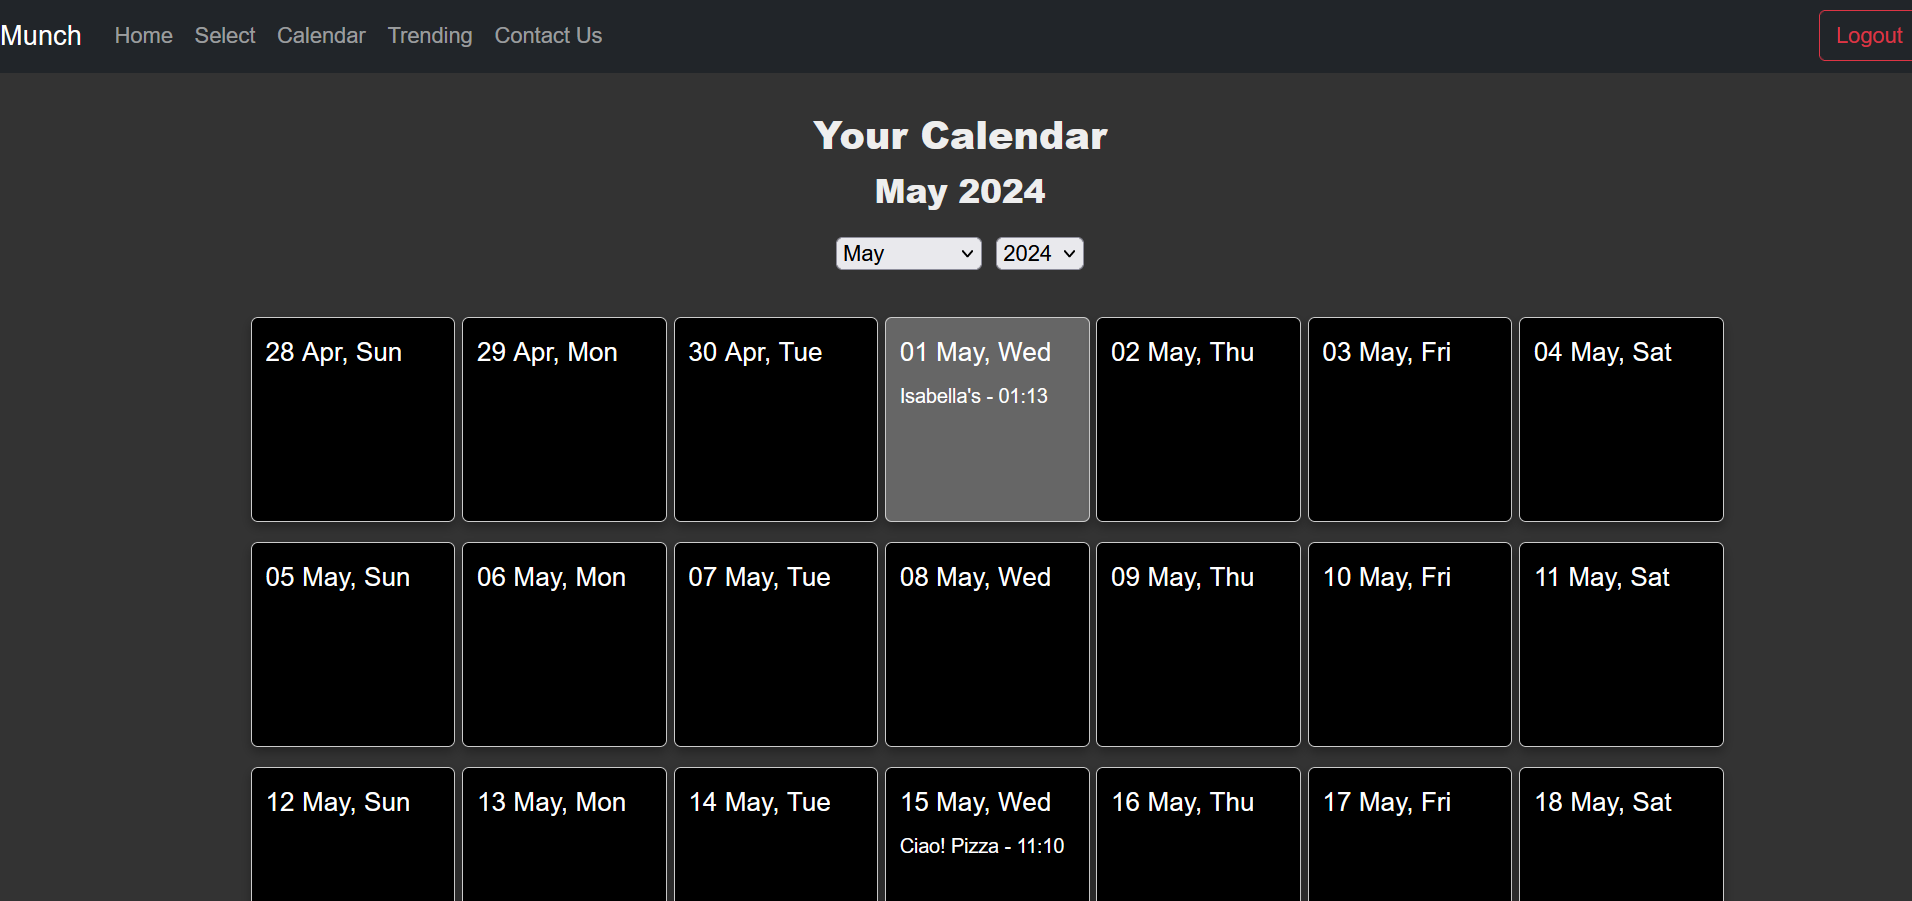 Munch Home Select Calendar Trending Contact Us Logout
Your Calendar
May 2024
May 2024
28 Apr, Sun 29 Apr, Mon 30 Apr, Tue 01 May, Wed 02 May, Thu 03 May, Fri 04 May, Sat
Isabella's - 01:13
05 May, Sun 06 May, Mon 07 May, Tue 08 May, Wed 09 May, Thu 10 May, Fri 11 May, Sat
12 May, Sun 13 May, Mon 14 May, Tue 15 May, Wed 16 May, Thu 17 May, Fri 18 May, Sat
Ciao! Pizza - 11:10